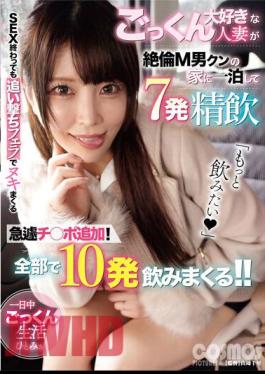 ごっくん大好きな人妻が
絶倫M男クンの
家に一泊して
7発精飲
「もっと
飲みたい♥」
SEX終わっても
追い撃ちフェラでヌキまくる
急遽チ○ポ追加!
全部で10発飲みまくる!!
一日中
ごっくん
生活
AVHD
COSMOS